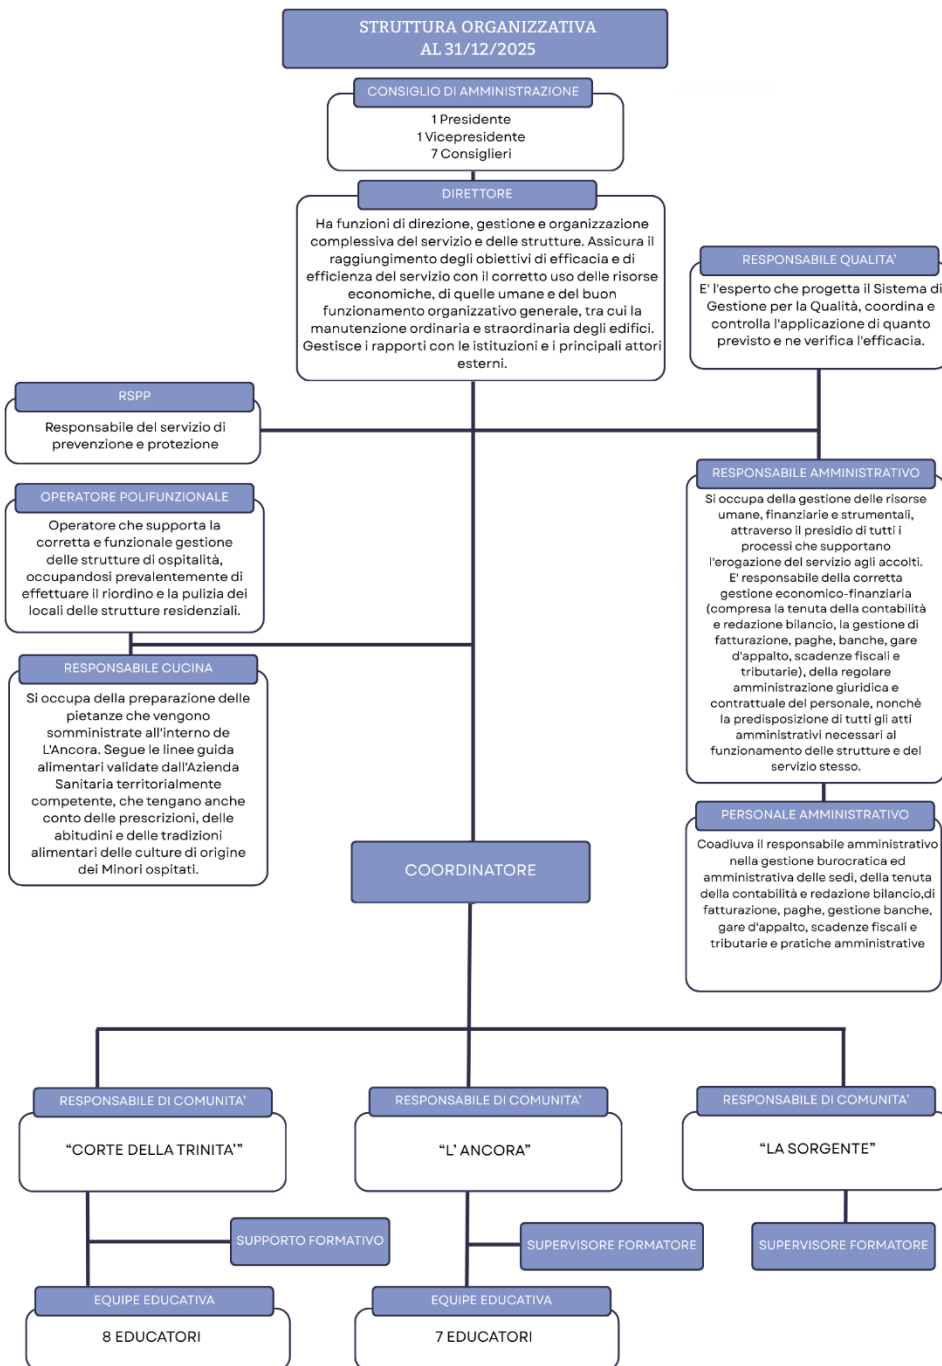 STRUTTURA ORGANIZZATIVA
AL 31/12/2025
CONSIGLIO DI AMMINISTRAZIONE
1 Presidente
1 Vicepresidente
7 Consiglieri
DIRETTORE
Ha funzioni di direzione, gestione e organizzazione
complessiva del servizio e delle strutture. Assicura il
raggiungimento degli obiettivi di efficacia e di
efficienza del servizio con il corretto uso delle risorse
economiche, di quelle umane e del buon
funzionamento organizzativo generale, tra cui la
manutenzione ordinaria e straordinaria degli edifici.
Gestisce i rapporti con le istituzioni e i principali attori
esterni.
RESPONSABILE QUALITA'
E' l'esperto che progetta il Sistema di
Gestione per la Qualità, coordina e
controlla l'applicazione di quanto
previsto e ne verifica l'efficacia.
RSPP
Responsabile del servizio di
prevenzione e protezione
OPERATORE POLIFUNZIONALE
Operatore che supporta la
corretta e funzionale gestione
delle strutture di ospitalità,
occupandosi prevalentemente di
effettuare il riordino e la pulizia dei
locali delle strutture residenziali.
RESPONSABILE AMMINISTRATIVO
Si occupa della gestione delle risorse
umane, finanziarie e strumentali,
attraverso il presidio di tutti i
processi che supportano
l'erogazione del servizio agli accolti.
E' responsabile della corretta
gestione economico-finanziaria
(compresa la tenuta della contabilità
e redazione bilancio, la gestione di
fatturazione, paghe, banche, gare
d'appalto, scadenze fiscali e
tributarie), della regolare
amministrazione giuridica e
contrattuale del personale, nonchè
la predisposizione di tutti gli atti
amministrativi necessari al
funzionamento delle strutture e del
servizio stesso.
RESPONSABILE CUCINA
Si occupa della preparazione delle
pietanze che vengono
somministrate all'interno de
L'Ancora. Segue le linee guida
alimentari validate dall'Azienda
Sanitaria territorialmente
competente, che tengano anche
conto delle prescrizioni, delle
abitudini e delle tradizioni
alimentari delle culture di origine
dei Minori ospitati.
PERSONALE AMMINISTRATIVO
Coadiuva il responsabile amministrativo
nella gestione burocratica ed
amministrativa delle sedi, della tenuta
della contabilità e redazione bilancio,di
fatturazione, paghe, gestione banche,
gare d'appalto, scadenze fiscali e
tributarie e pratiche amministrative
COORDINATORE
RESPONSABILE DI COMUNITA'
"CORTE DELLA TRINITA'"
RESPONSABILE DI COMUNITA'
"L' ANCORA"
RESPONSABILE DI COMUNITA'
"LA SORGENTE"
SUPPORTO FORMATIVO
SUPERVISORE FORMATORE
SUPERVISORE FORMATORE
EQUIPE EDUCATIVA
8 EDUCATORI
EQUIPE EDUCATIVA
7 EDUCATORI